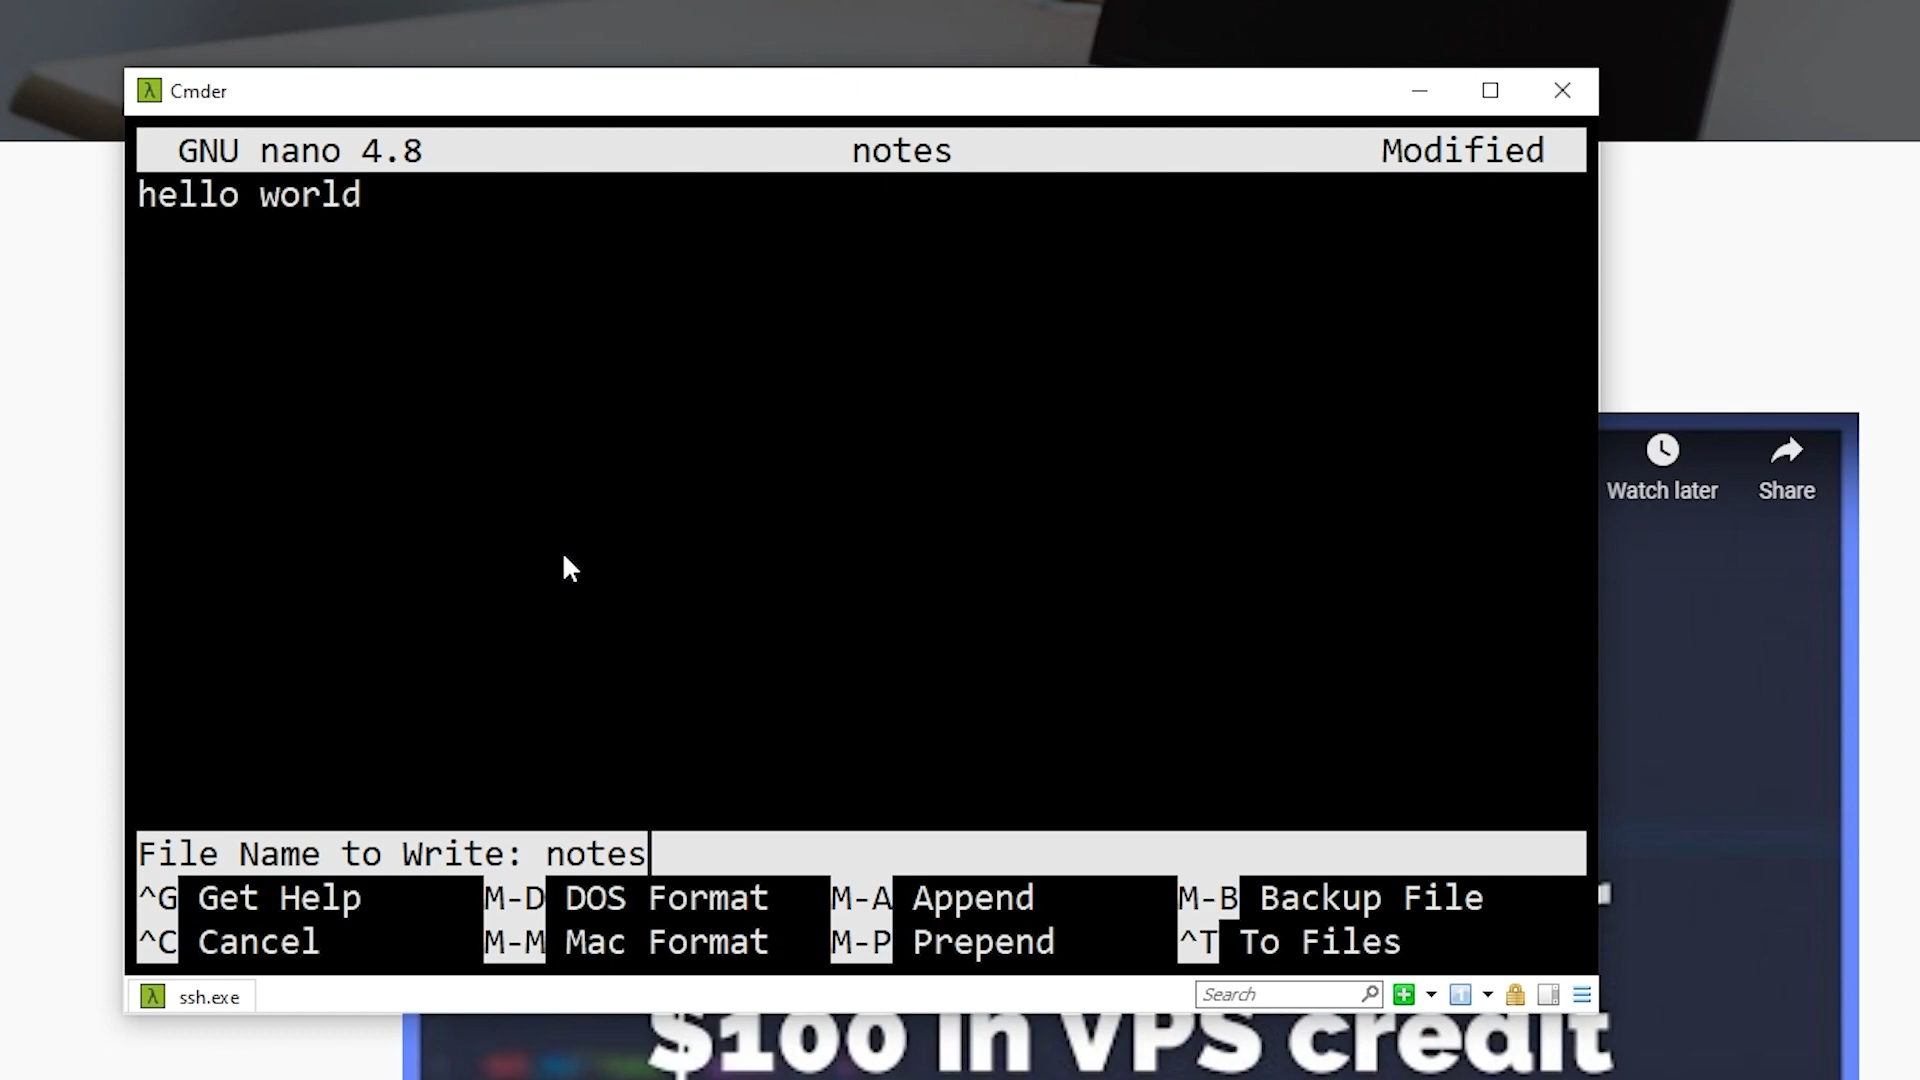 Cmder
GNU nano 4.8 notes Modified
hello world
Watch later Share
File Name to Write: notes
^G Get Help M-D DOS Format M-A Append M-B Backup File
^C Cancel M-M Mac Format M-P Prepend ^T To Files
ssh.exe Search
$100 in VPS credit